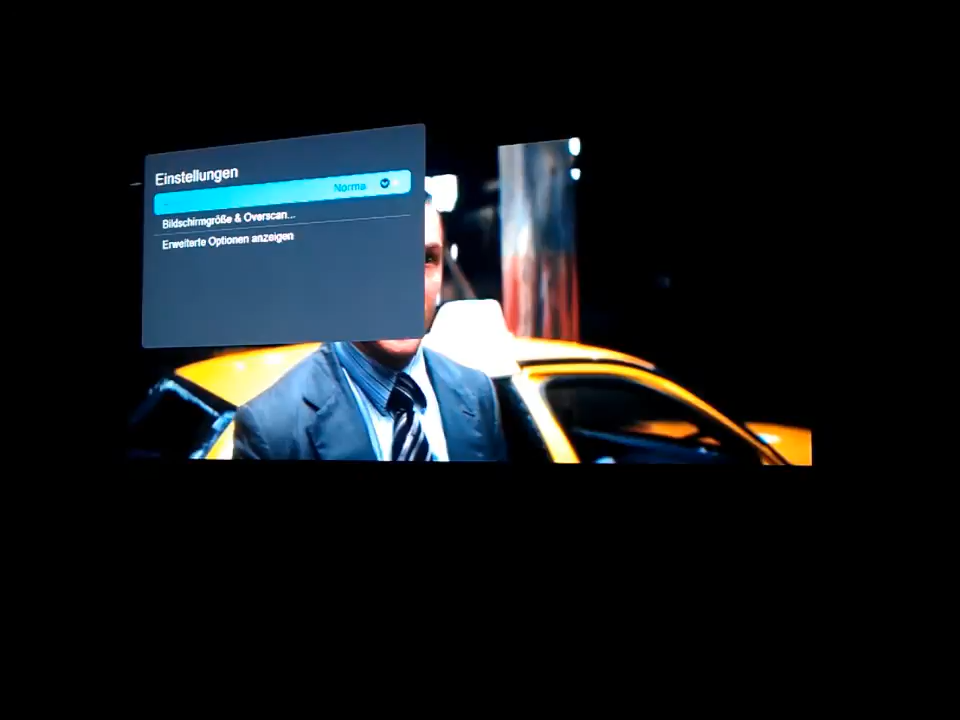 Einstellungen
Normal
Bildschirmgröße & Overscan...
Erweiterte Optionen anzeigen